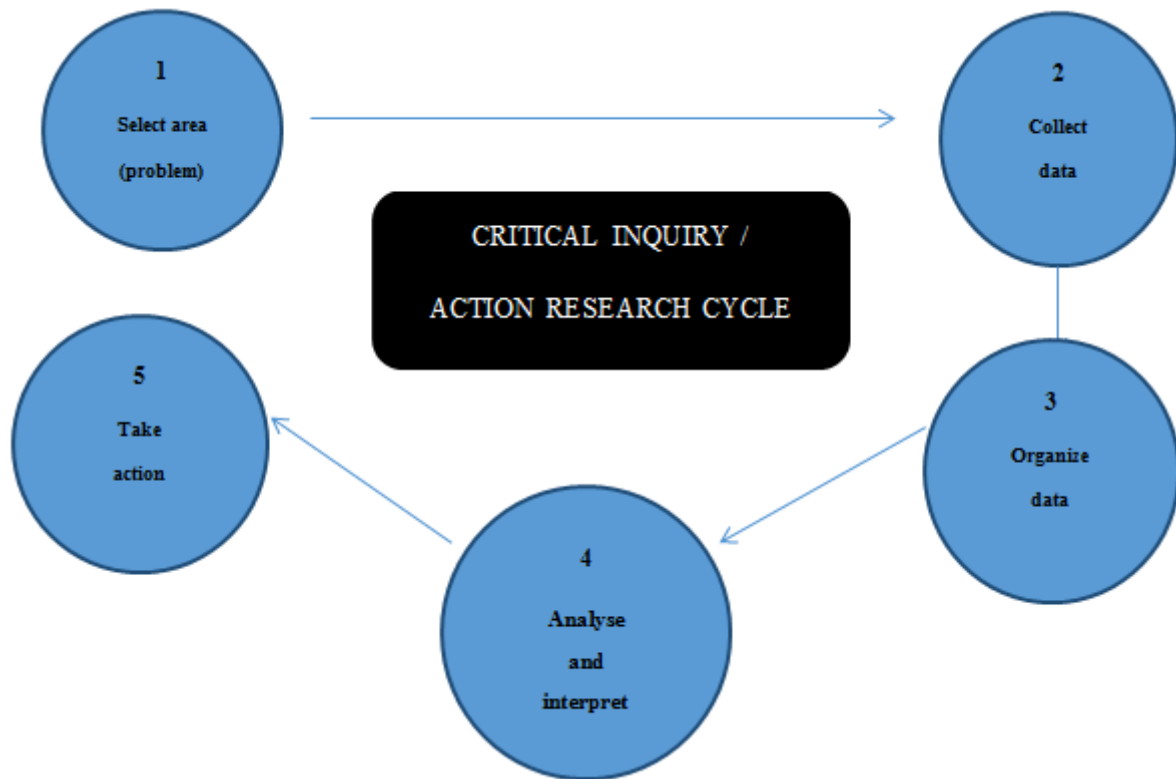 1
Select area
(problem)
2
Collect
data
CRITICAL INQUIRY /
ACTION RESEARCH CYCLE
3
Organize
data
4
Analyse
and
interpret
5
Take
action